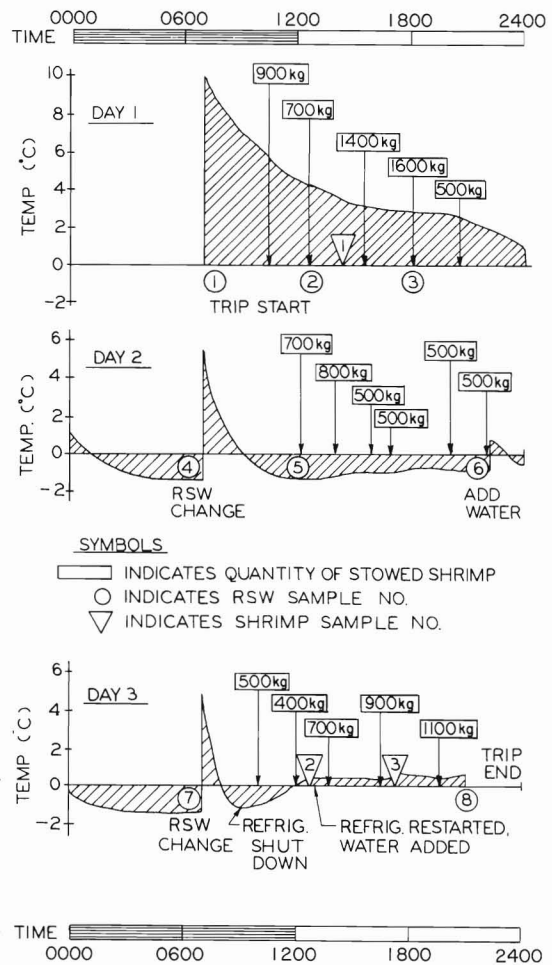 0000 0600 1200 1800 2400
TIME
10
8
6
4
2
0
-2
TEMP (°C)
DAY 1
900kg
700kg
1400kg
1600kg
500kg
1
1 2 3
TRIP START
6
4
2
0
-2
TEMP. (°C)
DAY 2
700kg
800kg
500kg
500kg
500kg
500kg
4 5 6
RSW CHANGE
ADD WATER
SYMBOLS
INDICATES QUANTITY OF STOWED SHRIMP
INDICATES RSW SAMPLE NO.
INDICATES SHRIMP SAMPLE NO.
6
4
2
0
-2
TEMP (°C)
DAY 3
500kg
400kg
700kg
900kg
1100kg
2 3
TRIP END
7 8
RSW CHANGE
REFRIG. SHUT DOWN
REFRIG. RESTARTED, WATER ADDED
TIME
0000 0600 1200 1800 2400